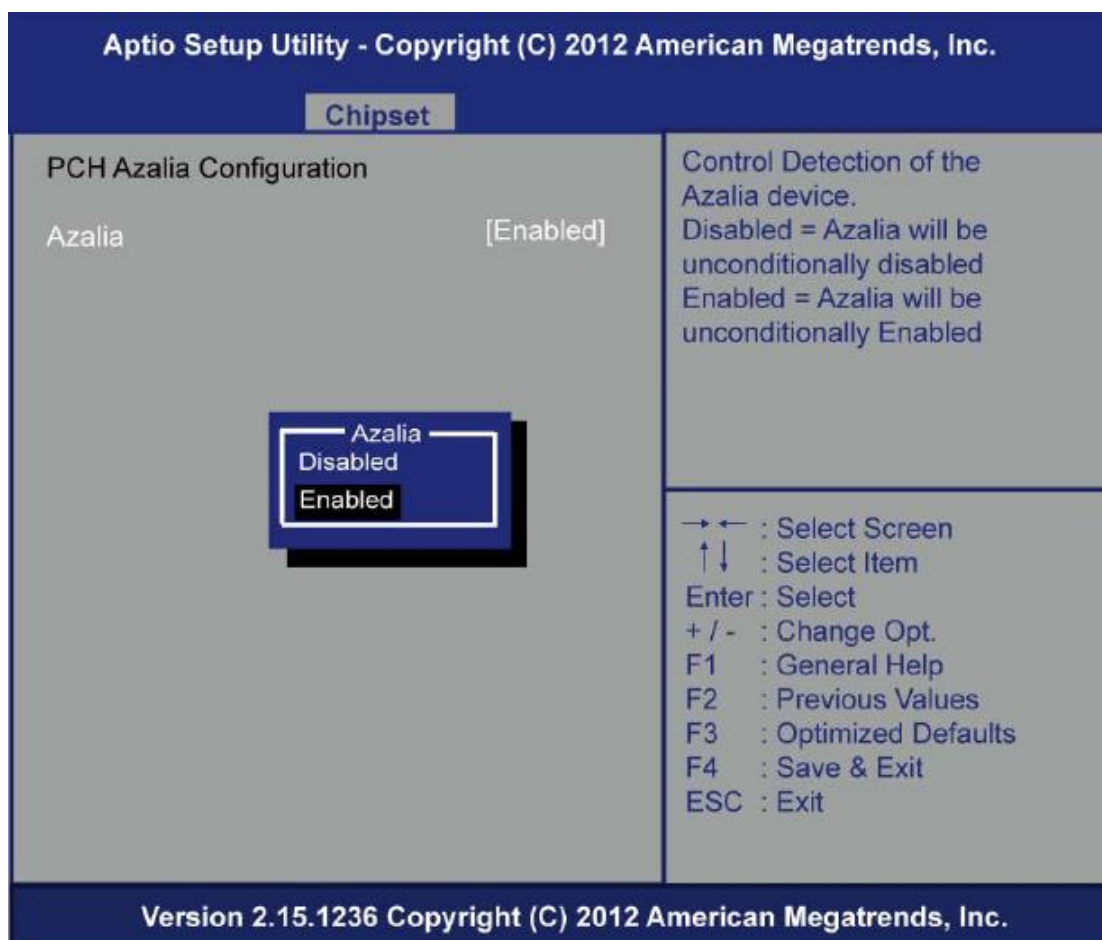 Aptio Setup Utility - Copyright (C) 2012 American Megatrends, Inc.
Chipset
PCH Azalia Configuration
Azalia [Enabled]
Azalia
Disabled
Enabled
Control Detection of the
Azalia device.
Disabled = Azalia will be
unconditionally disabled
Enabled = Azalia will be
unconditionally Enabled
→ ← : Select Screen
↑↓ : Select Item
Enter : Select
+ / - : Change Opt.
F1 : General Help
F2 : Previous Values
F3 : Optimized Defaults
F4 : Save & Exit
ESC : Exit
Version 2.15.1236 Copyright (C) 2012 American Megatrends, Inc.